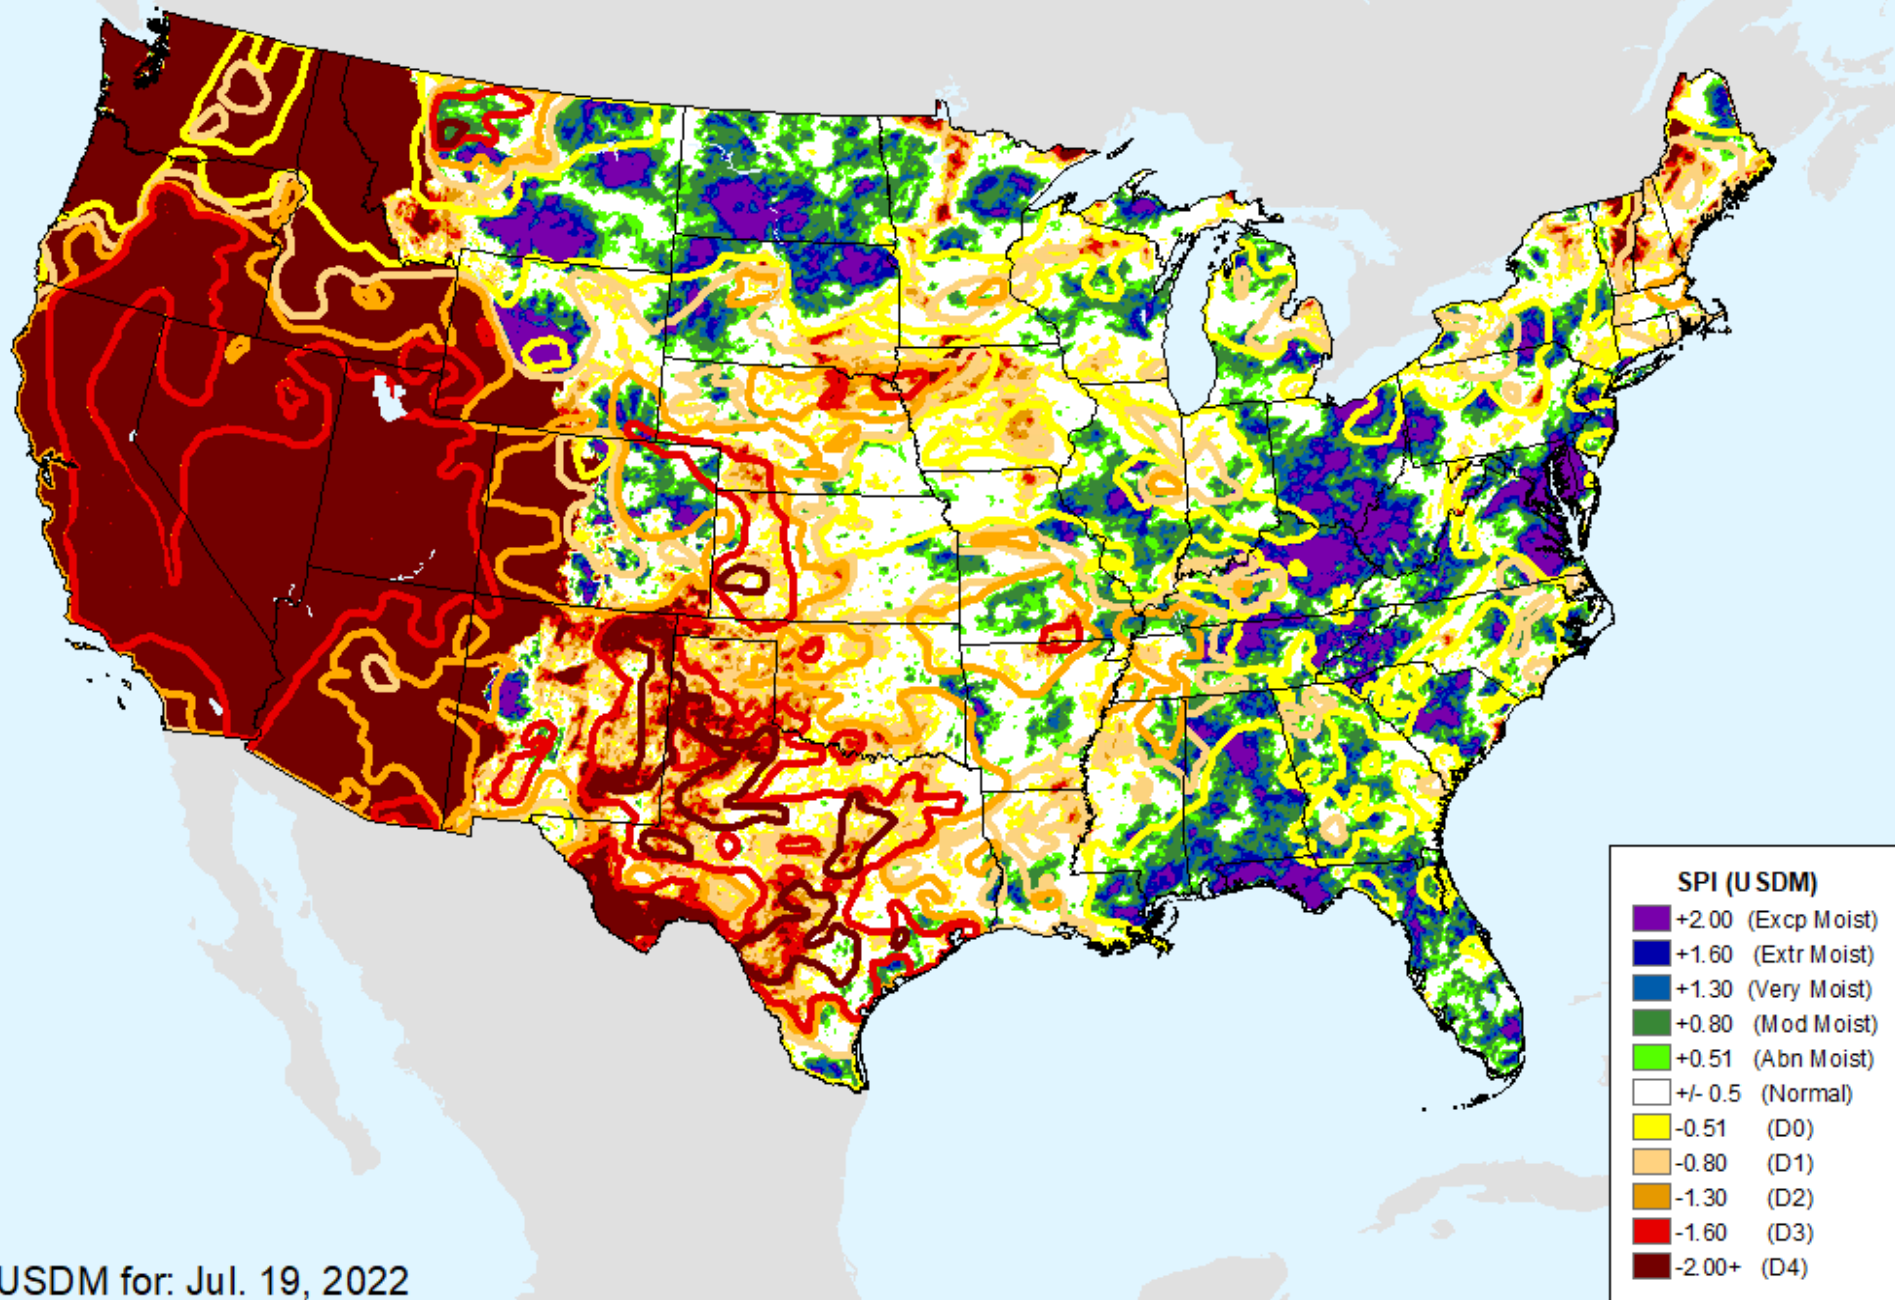 SPI (USDM)
+2.00 (Excp Moist)
+1.60 (Extr Moist)
+1.30 (Very Moist)
+0.80 (Mod Moist)
+0.51 (Abn Moist)
+/- 0.5 (Normal)
-0.51 (D0)
-0.80 (D1)
-1.30 (D2)
-1.60 (D3)
-2.00+ (D4)
USDM for: Jul. 19, 2022